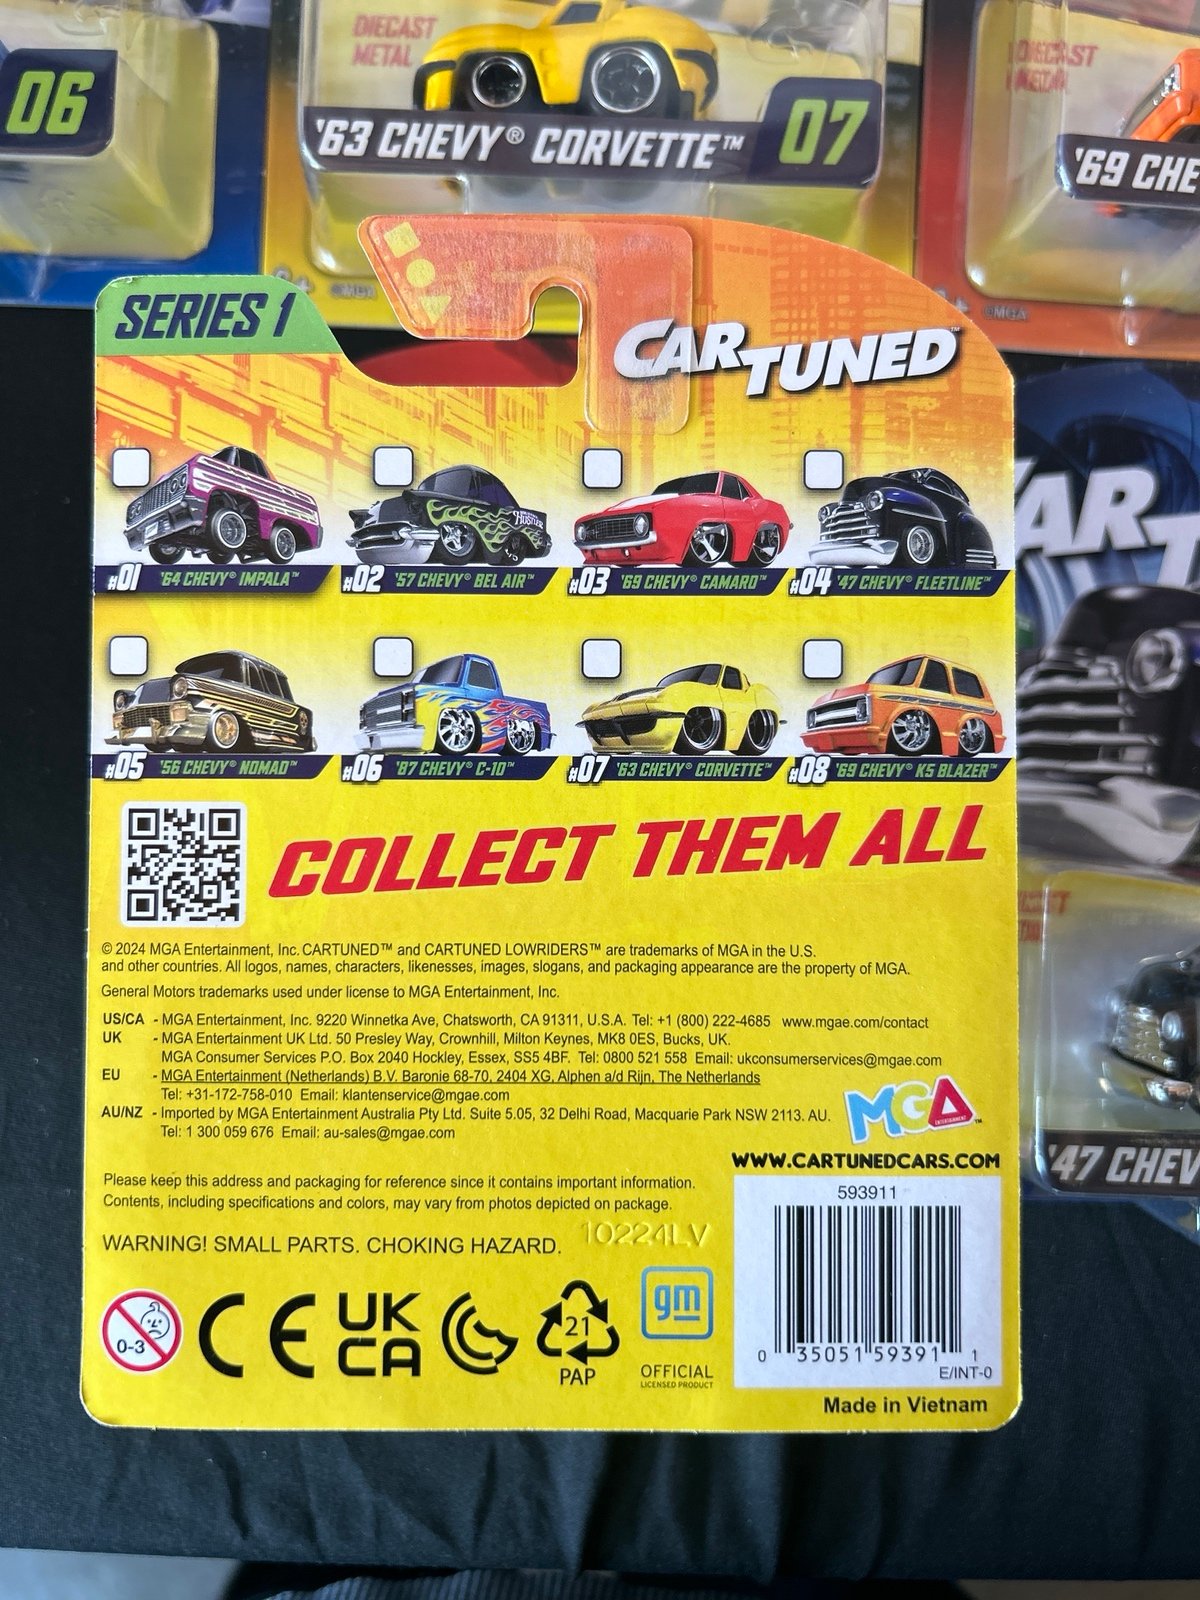 06
DIECAST
METAL
'63 CHEVY® CORVETTE™ 07
DIECAST
'69 CHE
©MGA
©MGA
SERIES 1
CARTUNED™
#01 '64 CHEVY® IMPALA™
#02 '57 CHEVY® BEL AIR™
#03 '69 CHEVY® CAMARO™
#04 '47 CHEVY® FLEETLINE™
#05 '56 CHEVY® NOMAD™
#06 '87 CHEVY® C-10™
#07 '63 CHEVY® CORVETTE™
#08 '69 CHEVY® K5 BLAZER™
COLLECT THEM ALL
© 2024 MGA Entertainment, Inc. CARTUNED™ and CARTUNED LOWRIDERS™ are trademarks of MGA in the U.S.
and other countries. All logos, names, characters, likenesses, images, slogans, and packaging appearance are the property of MGA.
General Motors trademarks used under license to MGA Entertainment, Inc.
US/CA - MGA Entertainment, Inc. 9220 Winnetka Ave, Chatsworth, CA 91311, U.S.A. Tel: +1 (800) 222-4685 www.mgae.com/contact
UK - MGA Entertainment UK Ltd. 50 Presley Way, Crownhill, Milton Keynes, MK8 0ES, Bucks, UK.
MGA Consumer Services P.O. Box 2040 Hockley, Essex, SS5 4BF. Tel: 0800 521 558 Email: ukconsumerservices@mgae.com
EU - MGA Entertainment (Netherlands) B.V. Baronie 68-70, 2404 XG, Alphen a/d Rijn, The Netherlands
Tel: +31-172-758-010 Email: klantenservice@mgae.com
AU/NZ - Imported by MGA Entertainment Australia Pty Ltd. Suite 5.05, 32 Delhi Road, Macquarie Park NSW 2113. AU.
Tel: 1 300 059 676 Email: au-sales@mgae.com
MGA™
ENTERTAINMENT
WWW.CARTUNEDCARS.COM
Please keep this address and packaging for reference since it contains important information.
Contents, including specifications and colors, may vary from photos depicted on package.
WARNING! SMALL PARTS. CHOKING HAZARD.
10224LV
593911
0 35051 59391 1
E/INT-0
0-3
CE
UK
CA
21
PAP
gm
OFFICIAL
LICENSED PRODUCT
Made in Vietnam
AR T
'47 CHEV